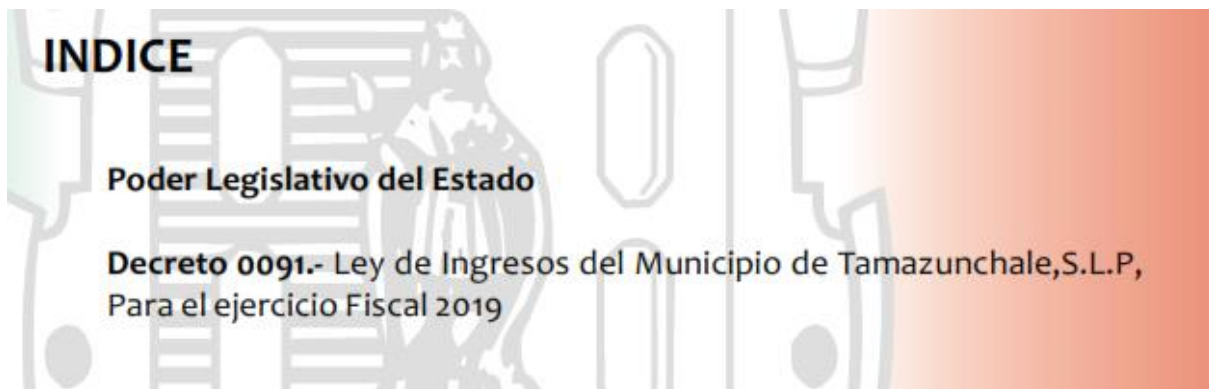 INDICE
Poder Legislativo del Estado
Decreto 0091.- Ley de Ingresos del Municipio de Tamazunchale,S.L.P,
Para el ejercicio Fiscal 2019